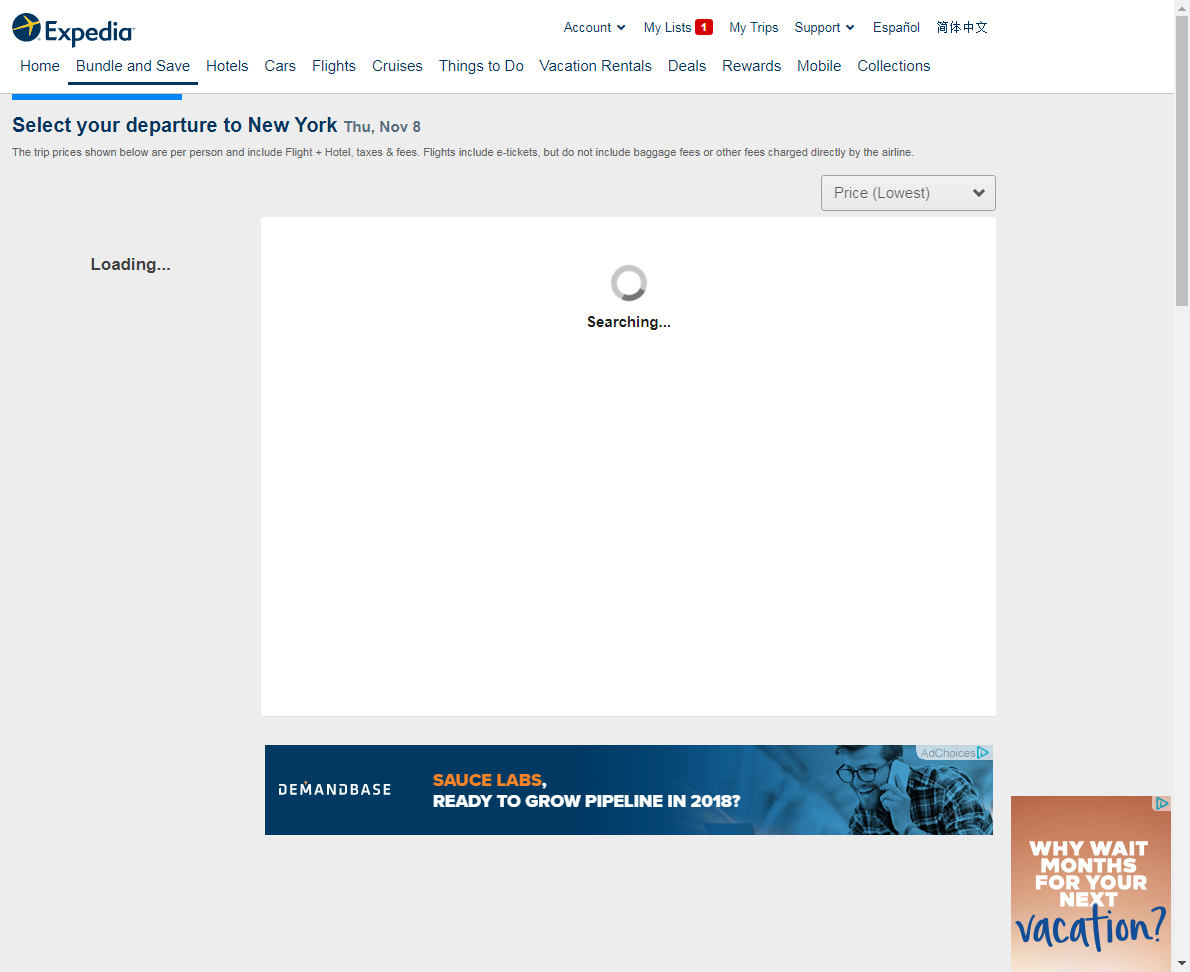 Expedia
Account
My Lists 1
My Trips
Support
Español
简体中文
Home
Bundle and Save
Hotels
Cars
Flights
Cruises
Things to Do
Vacation Rentals
Deals
Rewards
Mobile
Collections
Select your departure to New York Thu, Nov 8
The trip prices shown below are per person and include Flight + Hotel, taxes & fees. Flights include e-tickets, but do not include baggage fees or other fees charged directly by the airline.
Price (Lowest)
Loading...
Searching...
AdChoices
DEMANDBASE
SAUCE LABS,
READY TO GROW PIPELINE IN 2018?
WHY WAIT
MONTHS
FOR YOUR
NEXT
vacation?